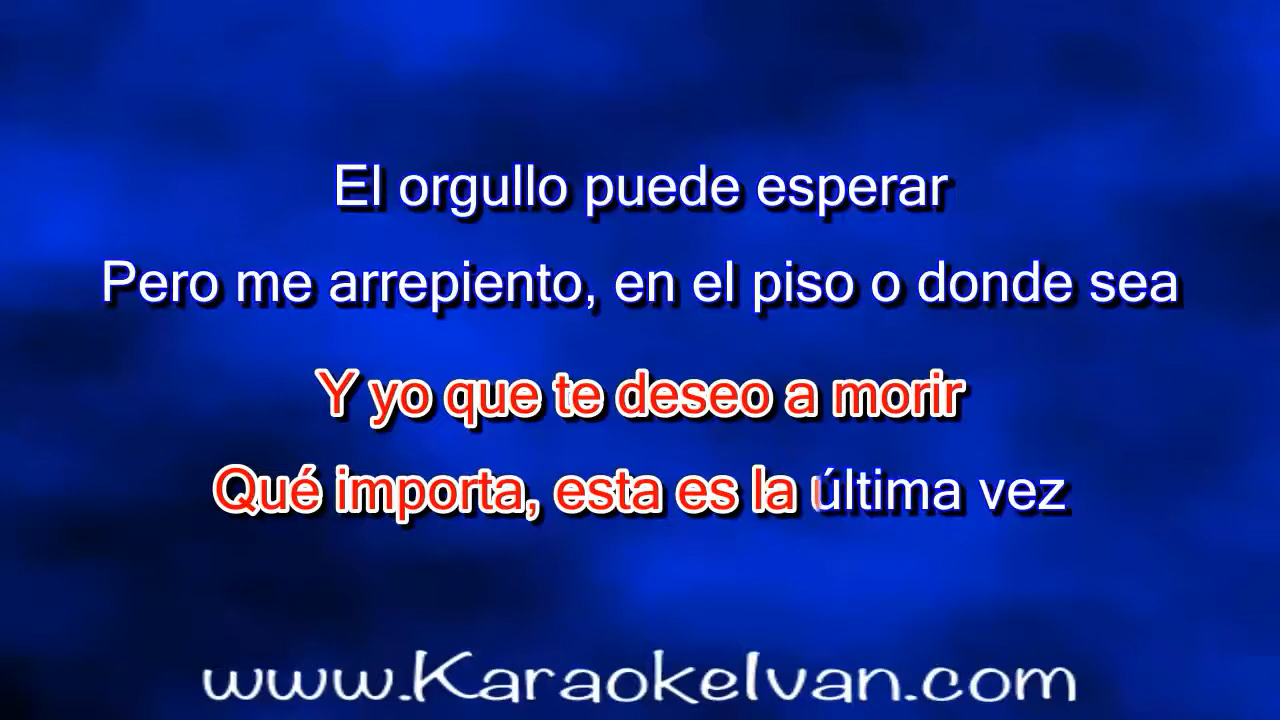 El orgullo puede esperar
Pero me arrepiento, en el piso o donde sea
Y yo que te deseo a morir
Qué importa, esta es la última vez
www.KaraokeIvan.com